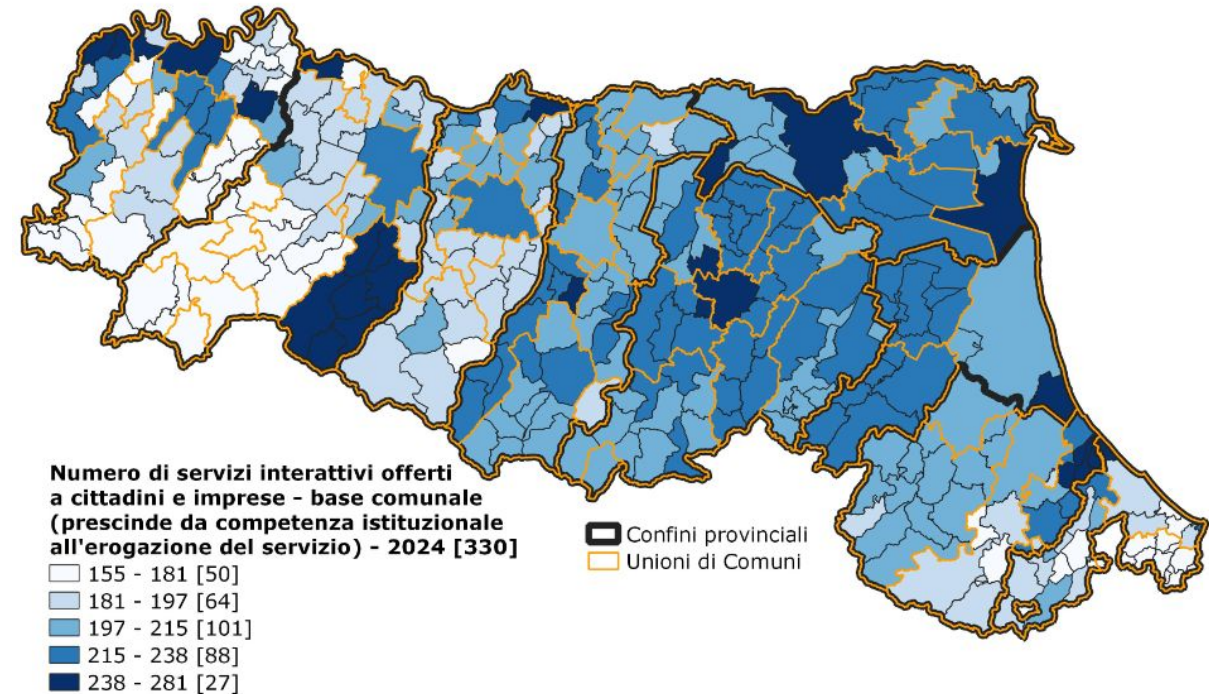 Numero di servizi interattivi offerti
a cittadini e imprese - base comunale
(prescinde da competenza istituzionale
all'erogazione del servizio) - 2024 [330]
155 - 181 [50]
181 - 197 [64]
197 - 215 [101]
215 - 238 [88]
238 - 281 [27]
Confini provinciali
Unioni di Comuni